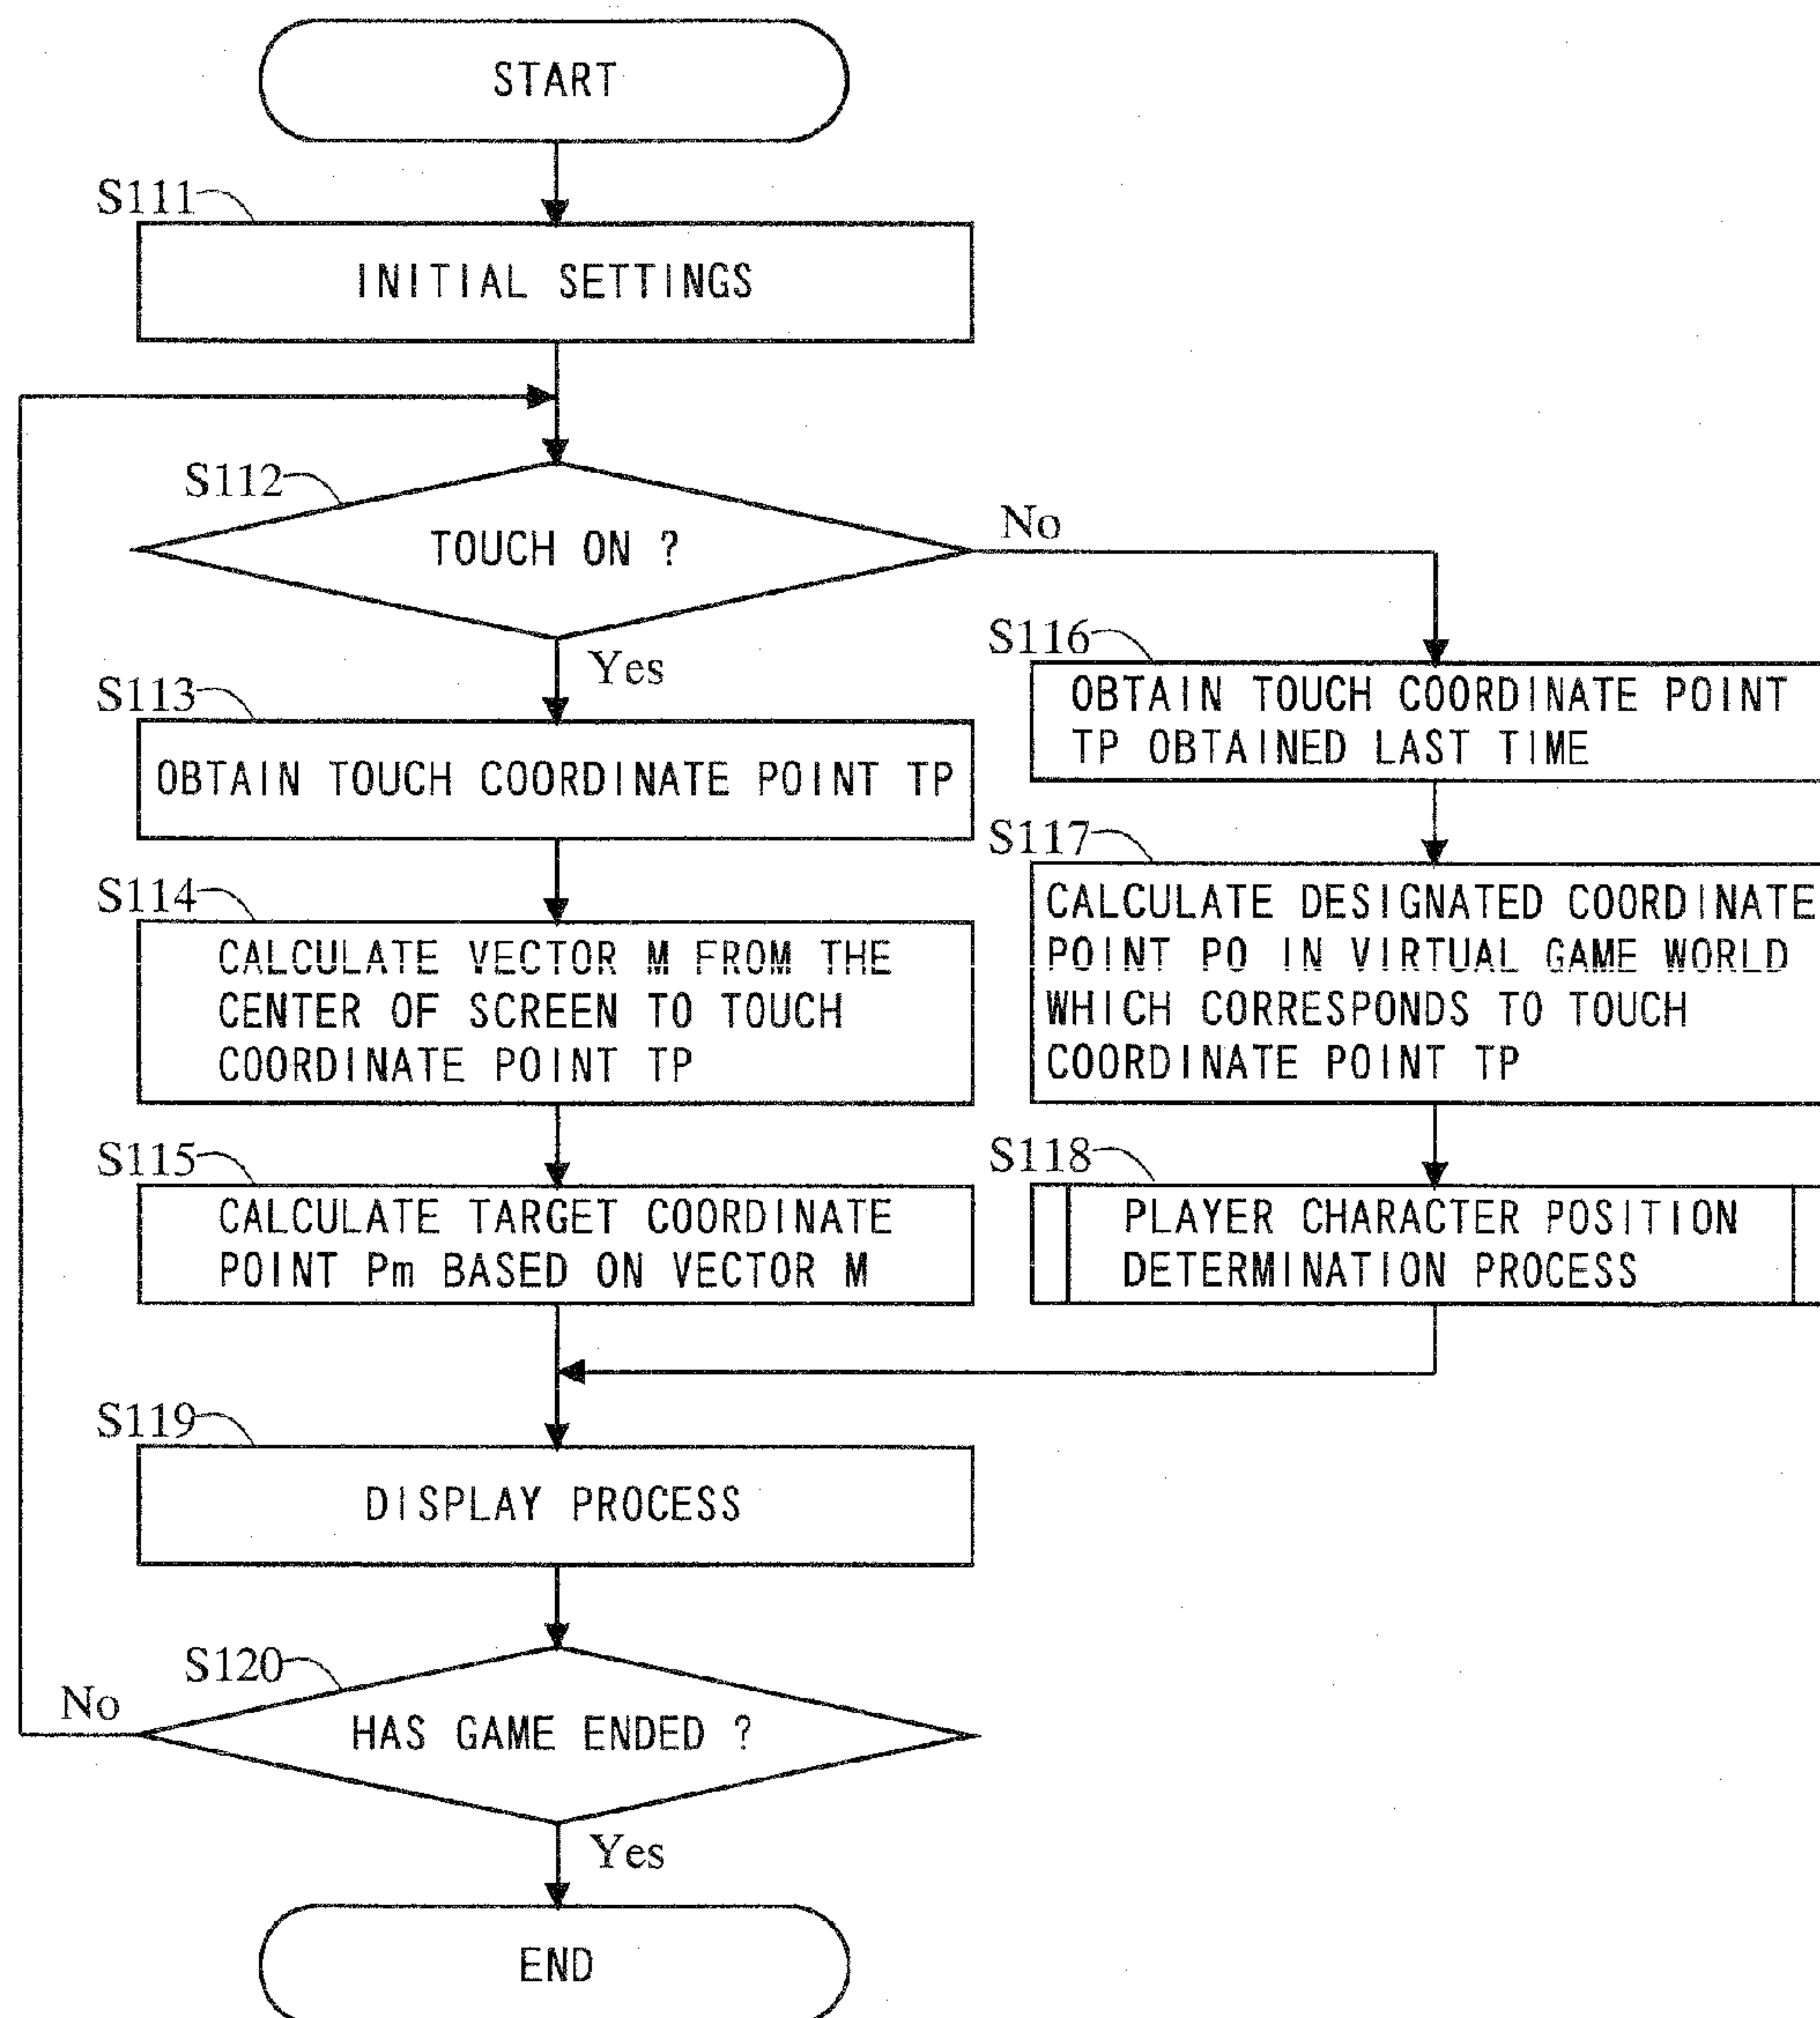 START
S111
INITIAL SETTINGS
S112
TOUCH ON ?
No
Yes
S113
OBTAIN TOUCH COORDINATE POINT TP
S114
CALCULATE VECTOR M FROM THE
CENTER OF SCREEN TO TOUCH
COORDINATE POINT TP
S115
CALCULATE TARGET COORDINATE
POINT Pm BASED ON VECTOR M
S116
OBTAIN TOUCH COORDINATE POINT
TP OBTAINED LAST TIME
S117
CALCULATE DESIGNATED COORDINATE
POINT P0 IN VIRTUAL GAME WORLD
WHICH CORRESPONDS TO TOUCH
COORDINATE POINT TP
S118
PLAYER CHARACTER POSITION
DETERMINATION PROCESS
S119
DISPLAY PROCESS
S120
HAS GAME ENDED ?
No
Yes
END